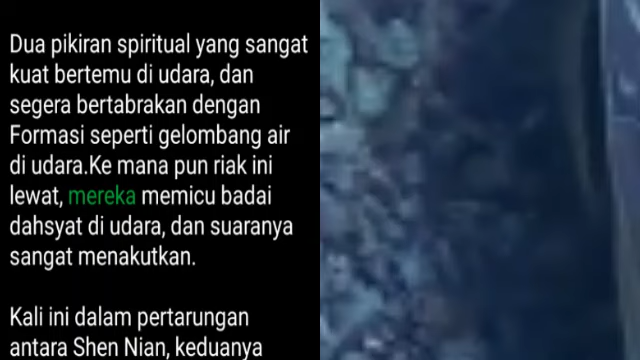 Dua pikiran spiritual yang sangat
kuat bertemu di udara, dan
segera bertabrakan dengan
Formasi seperti gelombang air
di udara.Ke mana pun riak ini
lewat, mereka memicu badai
dahsyat di udara, dan suaranya
sangat menakutkan.
Kali ini dalam pertarungan
antara Shen Nian, keduanya